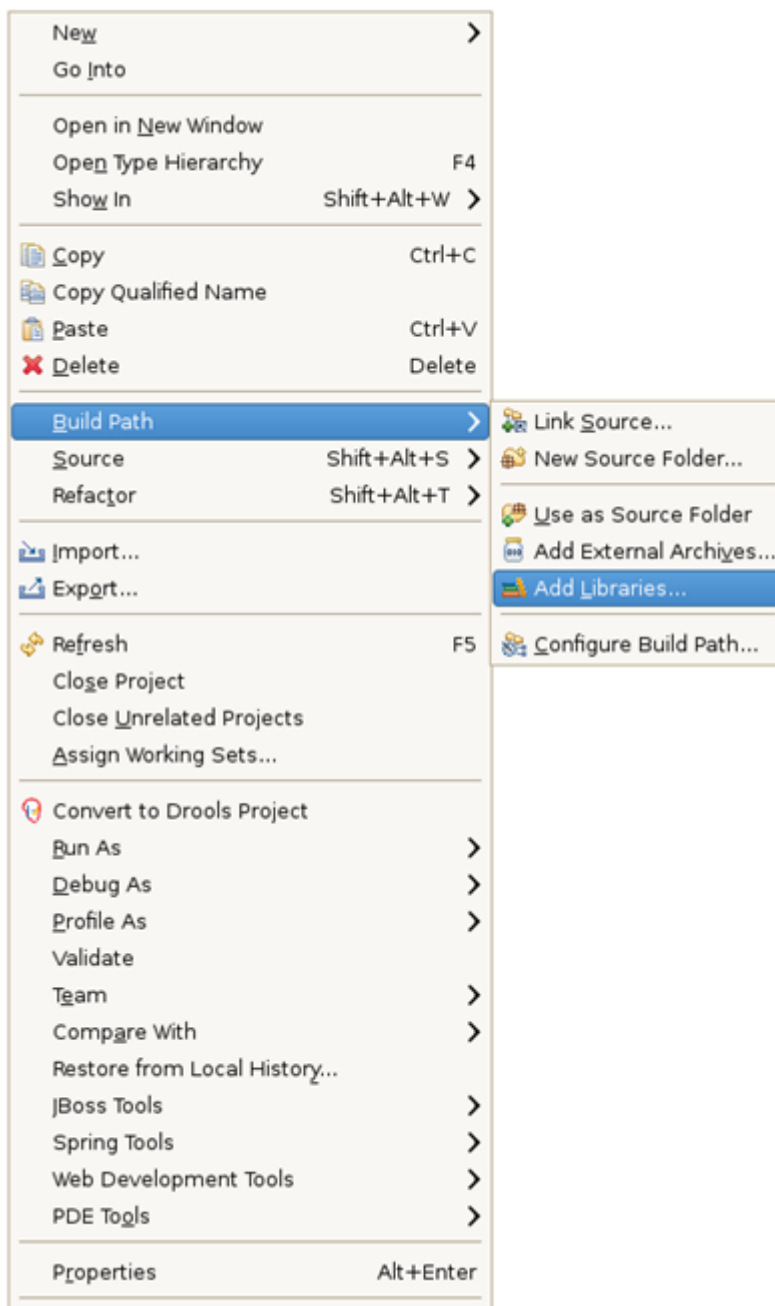 New
Go Into
Open in New Window
Open Type Hierarchy F4
Show In Shift+Alt+W
Copy Ctrl+C
Copy Qualified Name
Paste Ctrl+V
Delete Delete
Build Path
Source Shift+Alt+S
Refactor Shift+Alt+T
Import...
Export...
Refresh F5
Close Project
Close Unrelated Projects
Assign Working Sets...
Convert to Drools Project
Run As
Debug As
Profile As
Validate
Team
Compare With
Restore from Local History...
JBoss Tools
Spring Tools
Web Development Tools
PDE Tools
Properties Alt+Enter
Link Source...
New Source Folder...
Use as Source Folder
Add External Archives...
Add Libraries...
Configure Build Path...